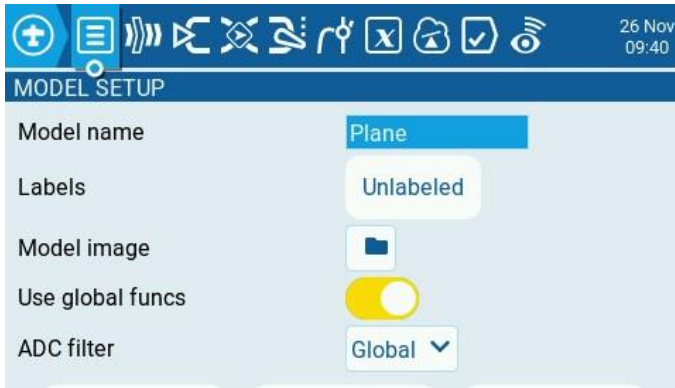 26 Nov
09:40
MODEL SETUP
Model name Plane
Labels Unlabeled
Model image
Use global funcs
ADC filter Global